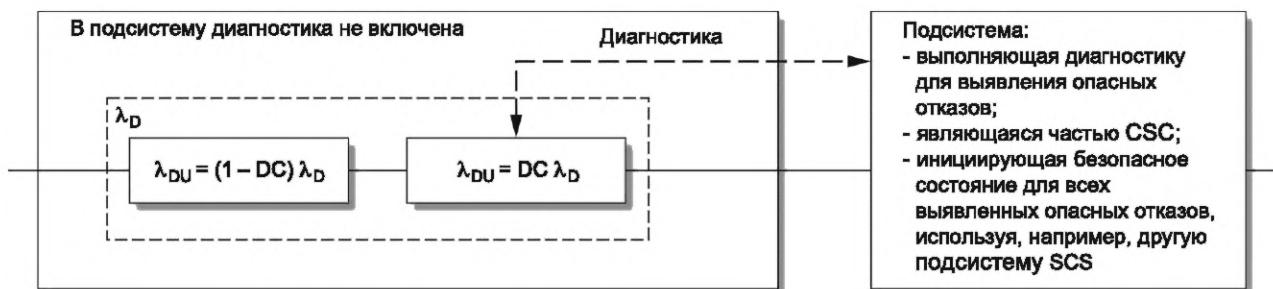 В подсистему диагностика не включена
Диагностика
λD
λDU = (1 – DC) λD
λDU = DC λD
Подсистема:
- выполняющая диагностику
для выявления опасных
отказов;
- являющаяся частью CSC;
- инициирующая безопасное
состояние для всех
выявленных опасных отказов,
используя, например, другую
подсистему SCS